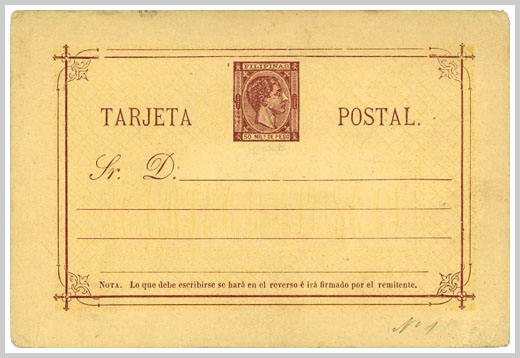 FILIPINAS
50 MILS DE PESO
TARJETA POSTAL.
Sr. D.
NOTA. Lo que debe escribirse se hará en el reverso é irá firmado por el remitente.
Nº 1